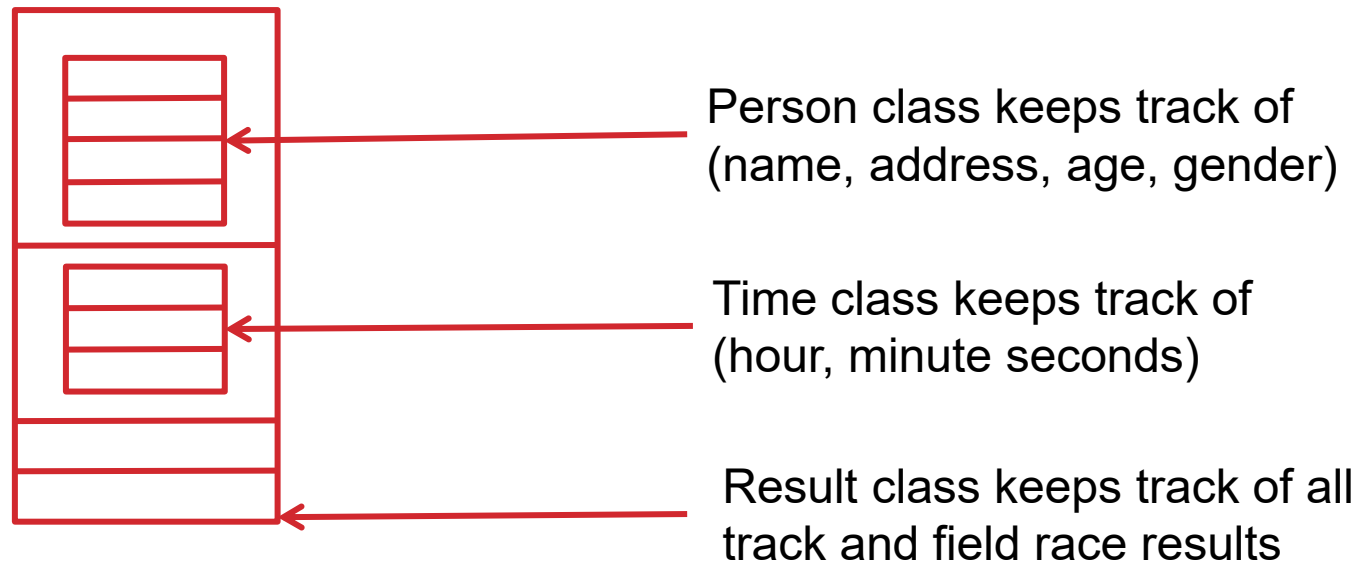 Person class keeps track of
(name, address, age, gender)
Time class keeps track of
(hour, minute seconds)
Result class keeps track of all
track and field race results